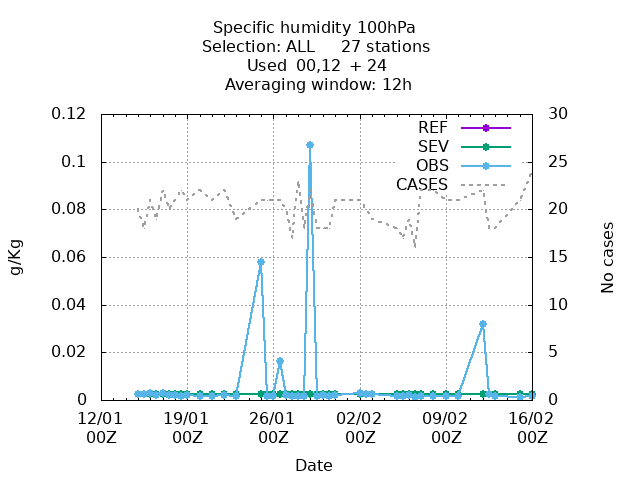 Specific humidity 100hPa
Selection: ALL     27 stations
Used  00,12  + 24
Averaging window: 12h
0.12
0.1
0.08
0.06
0.04
0.02
0
30
25
20
15
10
5
0
REF
SEV
OBS
CASES
g/Kg
No cases
12/01 19/01 26/01 02/02 09/02 16/02
00Z 00Z 00Z 00Z 00Z 00Z
Date